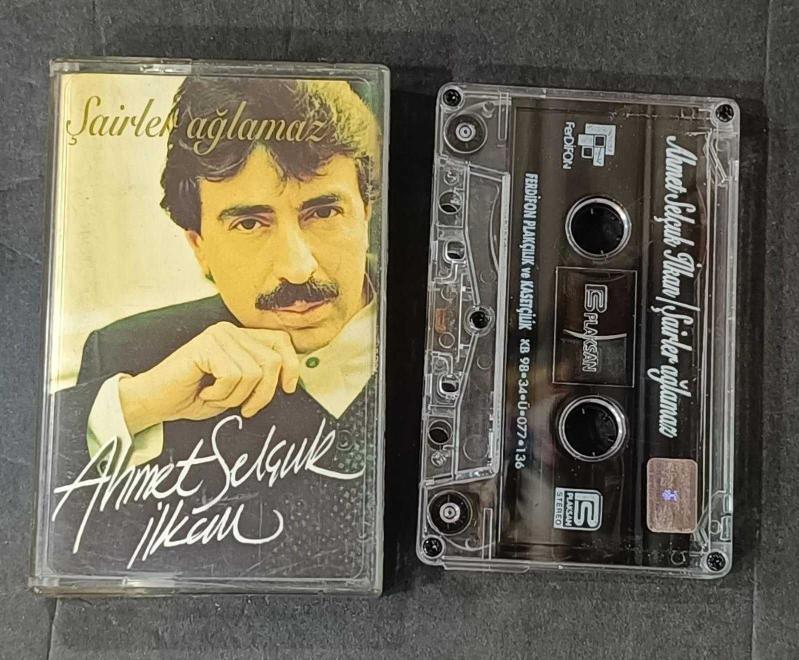 Şairler ağlamaz
Ahmet Selçuk
İlkan
Ahmet Selçuk İlkan / Şairler ağlamaz
FERDİFON
FERDİFON PLAKÇILIK ve KASETÇİLİK KB 98•34•Ü•077•136
PLAKSAN
PLAKSAN
STEREO